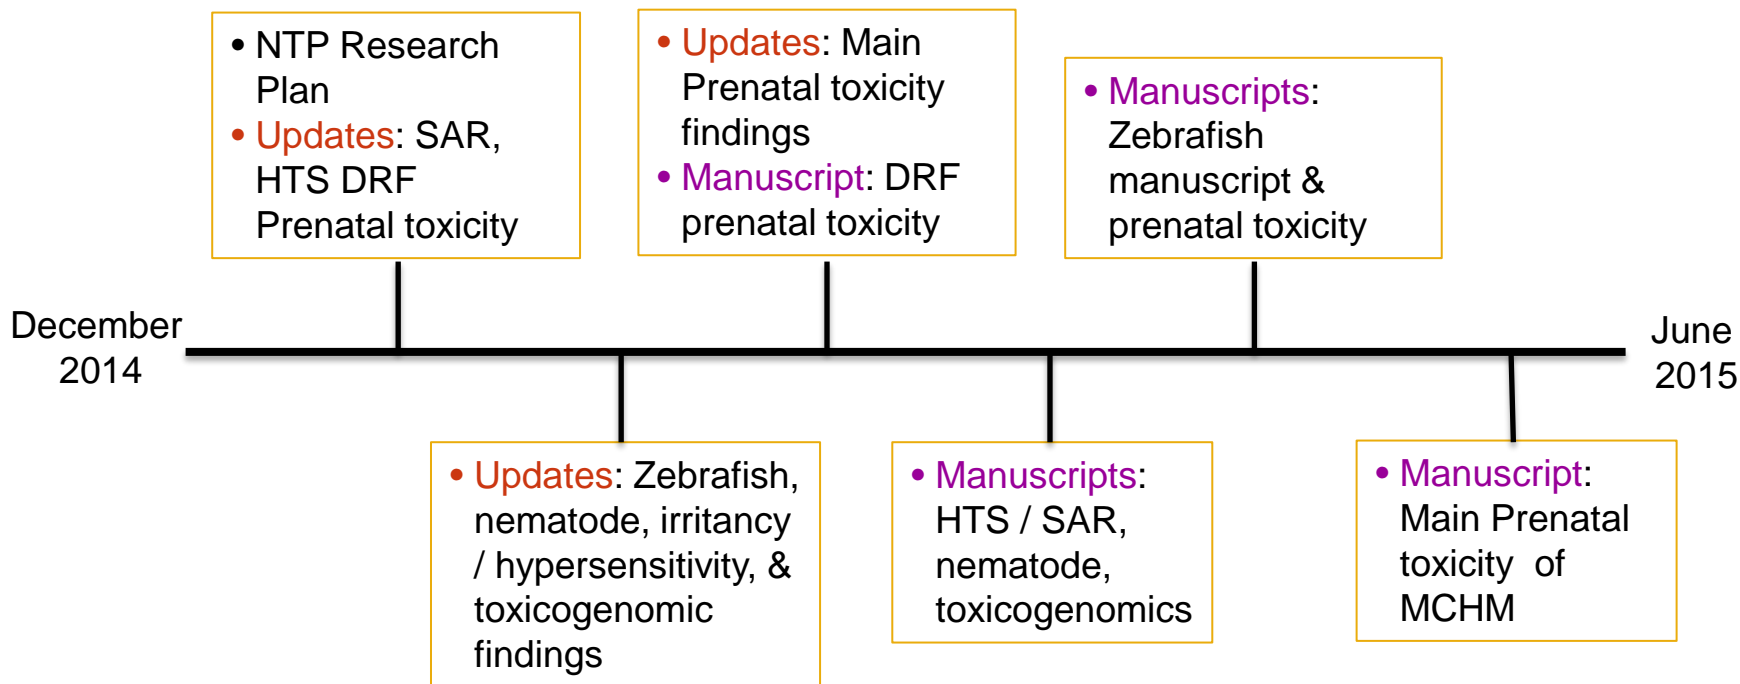 • NTP Research
Plan
• Updates: SAR,
HTS DRF
Prenatal toxicity
• Updates: Main
Prenatal toxicity
findings
• Manuscript: DRF
prenatal toxicity
• Manuscripts:
Zebrafish
manuscript &
prenatal toxicity
December
2014
June
2015
• Updates: Zebrafish,
nematode, irritancy
/ hypersensitivity, &
toxicogenomic
findings
• Manuscripts:
HTS / SAR,
nematode,
toxicogenomics
• Manuscript:
Main Prenatal
toxicity of
MCHM